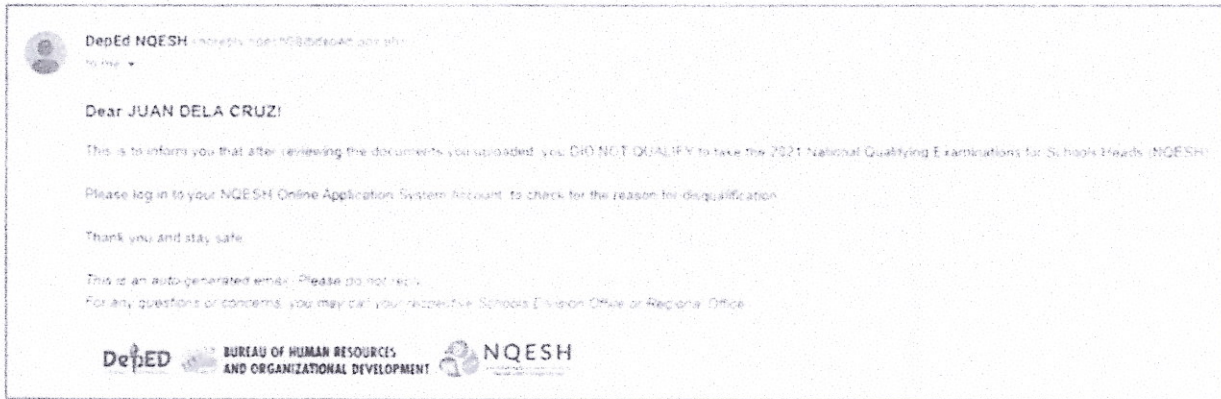 DepEd NQESH
to me
Dear JUAN DELA CRUZ!
This is to inform you that after reviewing the documents you uploaded, you DID NOT QUALIFY to take the 2021 National Qualifying Examinations for Schools Heads (NQESH)
Please log in to your NQESH Online Application System Account, to check for the reason for disqualification
Thank you and stay safe
This is an auto-generated email. Please do not reply.
For any questions or concerns, you may call your respective Schools Division Office or Regional Office
DepED
BUREAU OF HUMAN RESOURCES
AND ORGANIZATIONAL DEVELOPMENT
NQESH